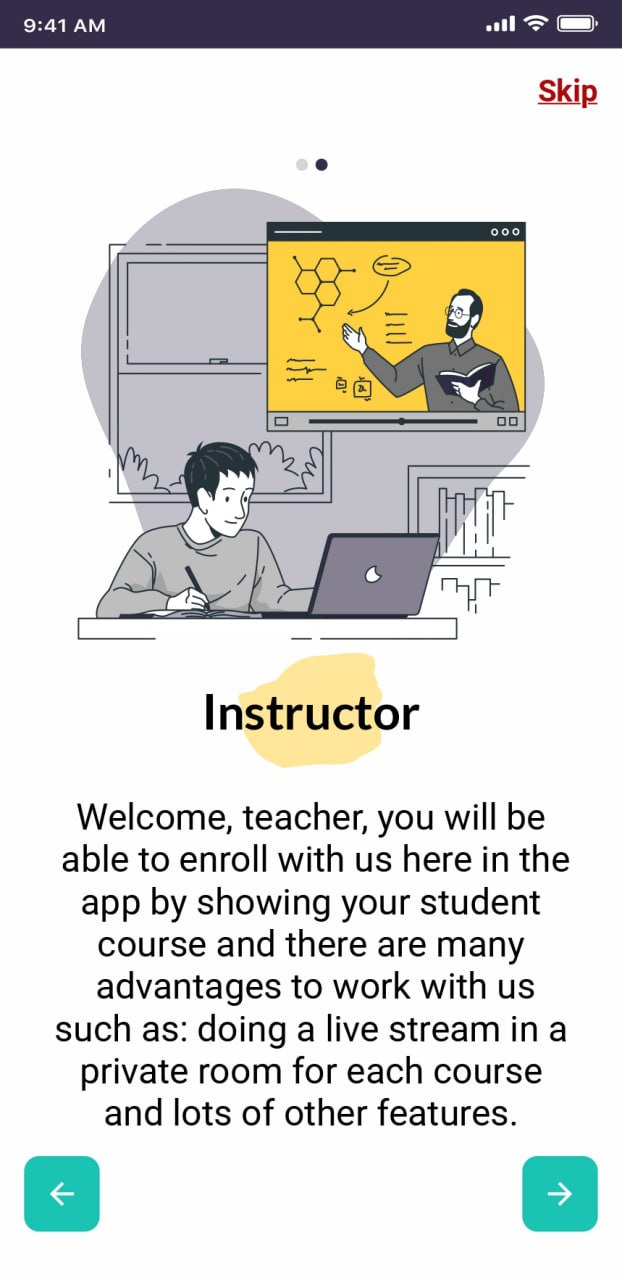 9:41 AM
Skip
Instructor
Welcome, teacher, you will be
able to enroll with us here in the
app by showing your student
course and there are many
advantages to work with us
such as: doing a live stream in a
private room for each course
and lots of other features.